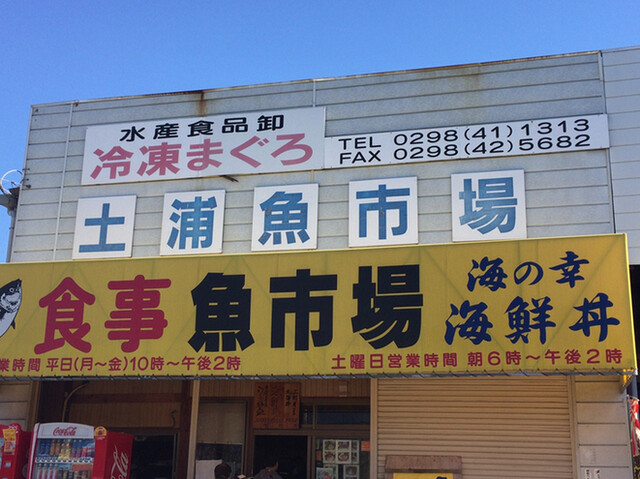 水産食品卸
冷凍まぐろ
TEL 0298(41)1313
FAX 0298(42)5682
土浦魚市場
食事 魚市場
海の幸
海鮮丼
業時間 平日(月〜金)10時〜午後2時
土曜日営業時間 朝6時〜午後2時
Coca-Cola